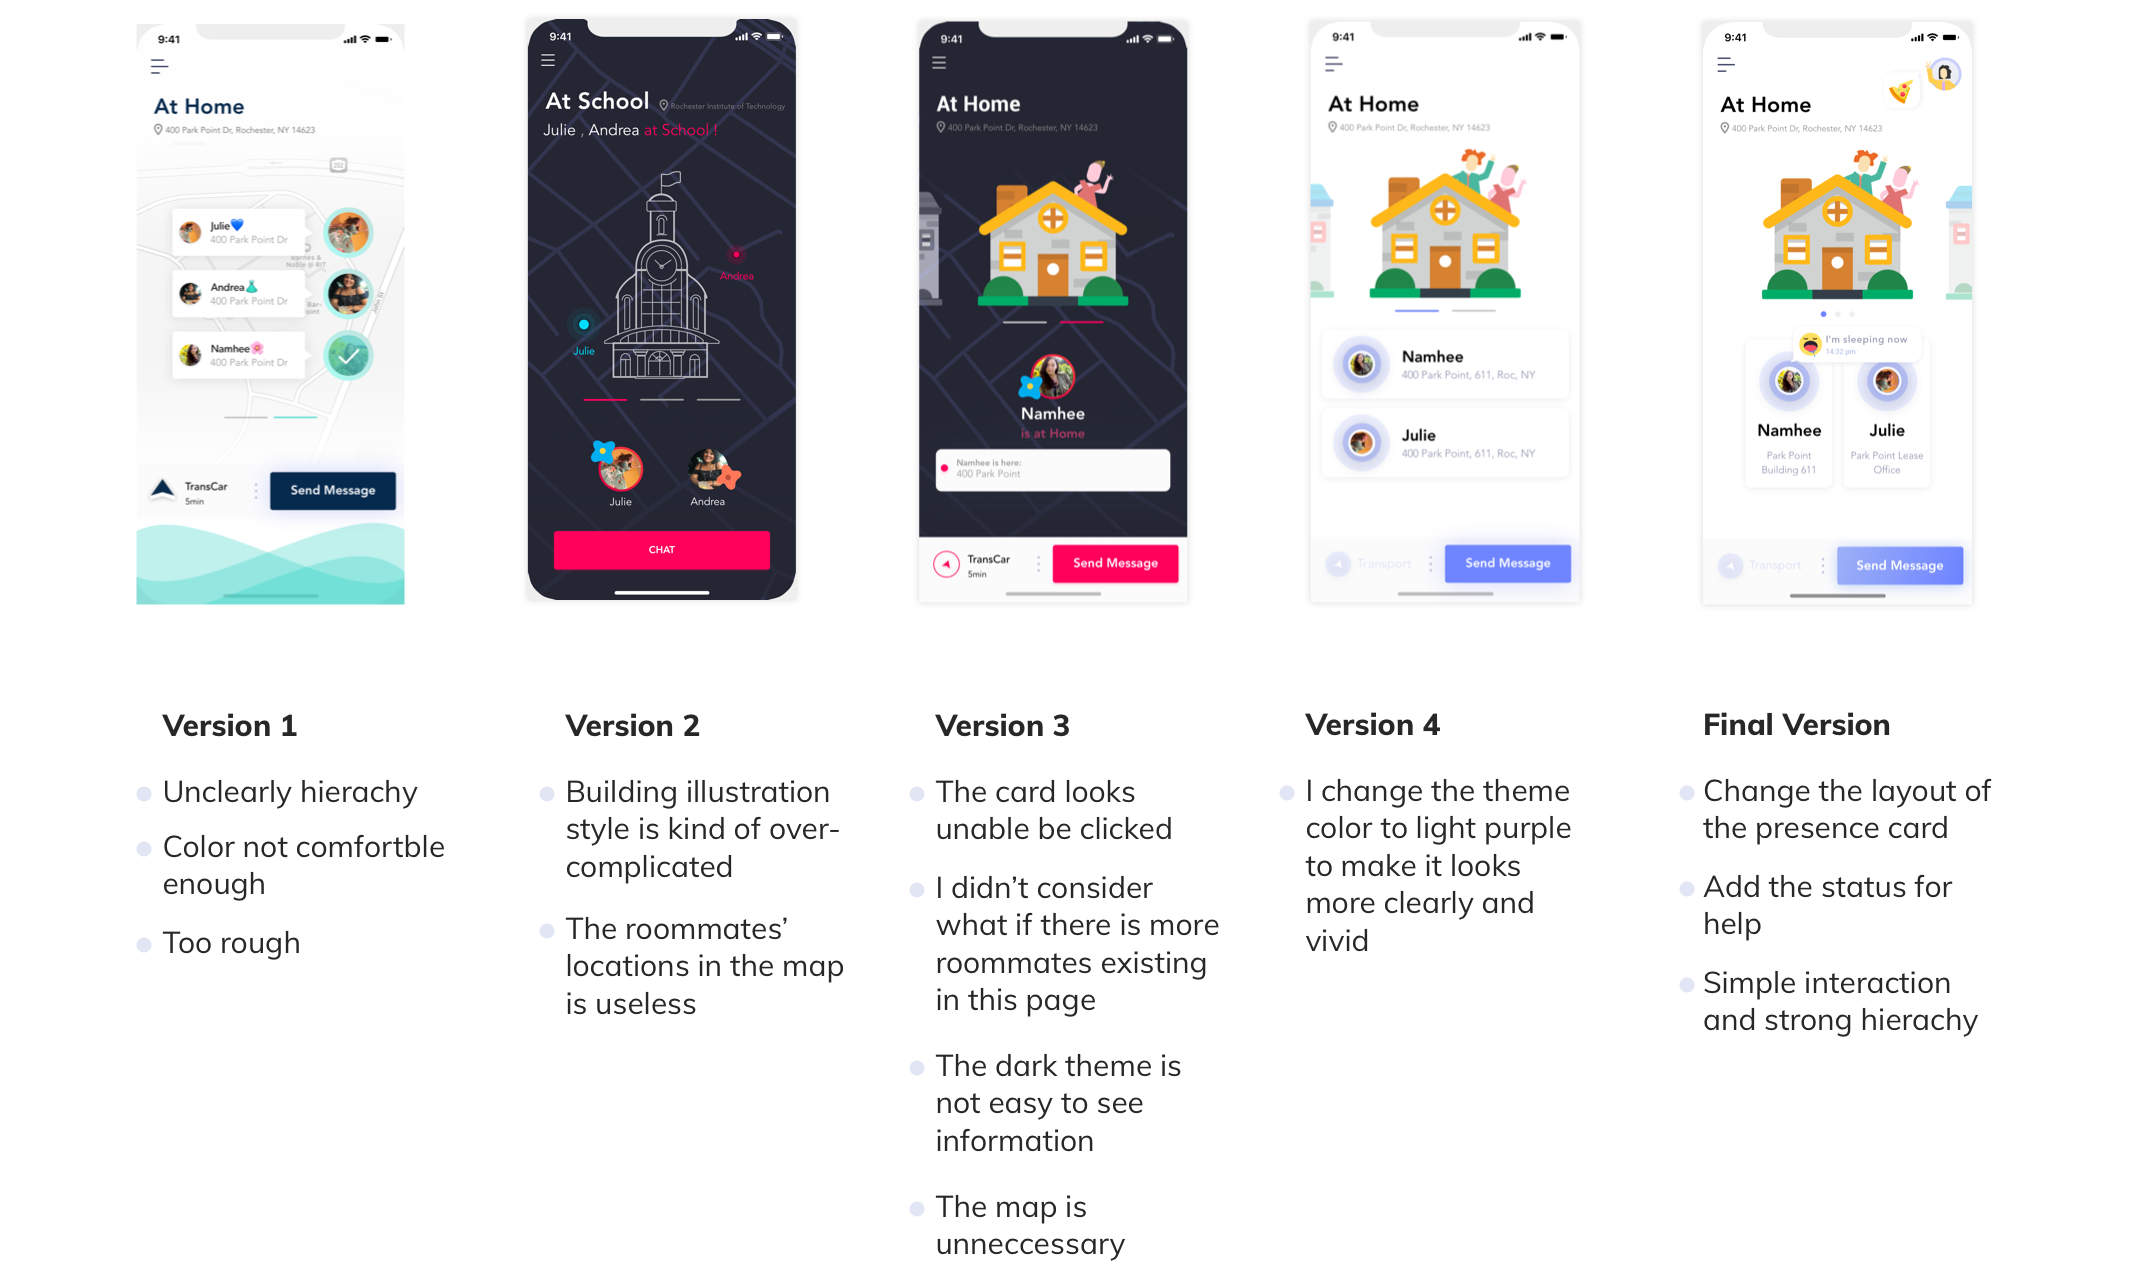 9:41
At Home
400 Park Point Dr, Rochester, NY 14623
Julie💙
400 Park Point Dr
Barnes &
Noble @ RIT
Andrea👗
400 Park Point Dr
John St
Namhee🌸
400 Park Point Dr
TransCar
5min
Send Message
9:41
At School
Rochester Institute of Technology
Julie , Andrea at School !
Andrea
Julie
Julie
Andrea
CHAT
9:41
At Home
400 Park Point Dr, Rochester, NY 14623
Namhee
is at Home
Namhee is here:
400 Park Point
TransCar
5min
Send Message
9:41
At Home
400 Park Point Dr, Rochester, NY 14623
Namhee
400 Park Point, 611, Roc, NY
Julie
400 Park Point, 611, Roc, NY
Transport
Send Message
9:41
At Home
400 Park Point Dr, Rochester, NY 14623
I'm sleeping now
14:32 pm
Namhee
Park Point
Building 611
Julie
Park Point Lease
Office
Transport
Send Message
Version 1
Unclearly hierachy
Color not comfortble
enough
Too rough
Version 2
Building illustration
style is kind of over-
complicated
The roommates’
locations in the map
is useless
Version 3
The card looks
unable be clicked
I didn’t consider
what if there is more
roommates existing
in this page
The dark theme is
not easy to see
information
The map is
unneccessary
Version 4
I change the theme
color to light purple
to make it looks
more clearly and
vivid
Final Version
Change the layout of
the presence card
Add the status for
help
Simple interaction
and strong hierachy